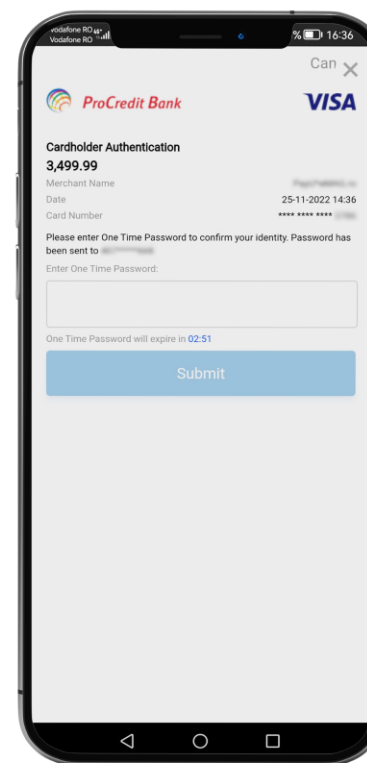 Vodafone RO
Vodafone RO
% 16:36
Can
ProCredit Bank
VISA
Cardholder Authentication
3,499.99
Merchant Name
Date 25-11-2022 14:36
Card Number **** **** ****
Please enter One Time Password to confirm your identity. Password has
been sent to
Enter One Time Password:
One Time Password will expire in 02:51
Submit